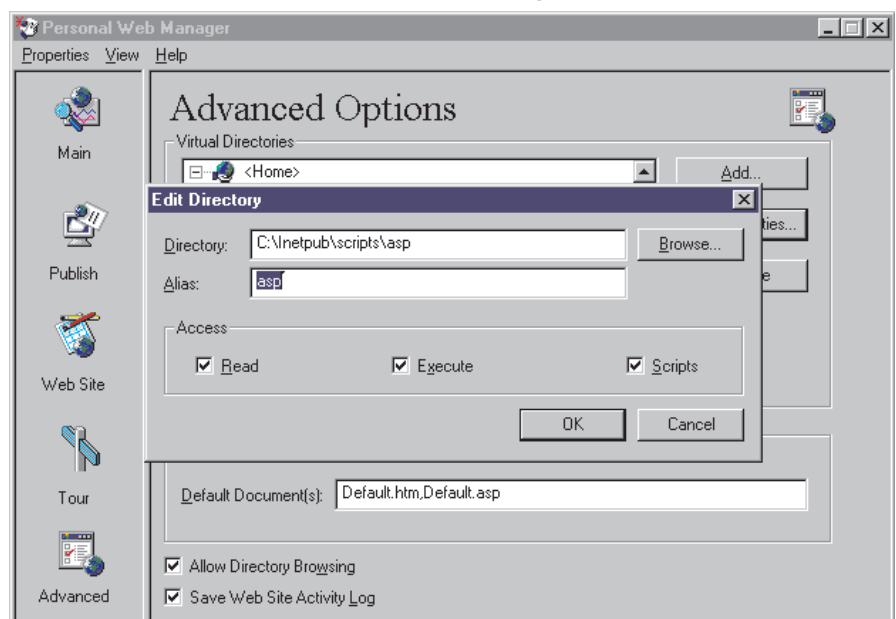 Personal Web Manager
Properties View Help
Main
Publish
Web Site
Tour
Advanced
Advanced Options
Virtual Directories
<Home>
Add...
Edit Directory
Directory: C:\Inetpub\scripts\asp
Browse...
Alias: asp
Access
Read Execute Scripts
OK Cancel
Default Document(s): Default.htm,Default.asp
Allow Directory Browsing
Save Web Site Activity Log